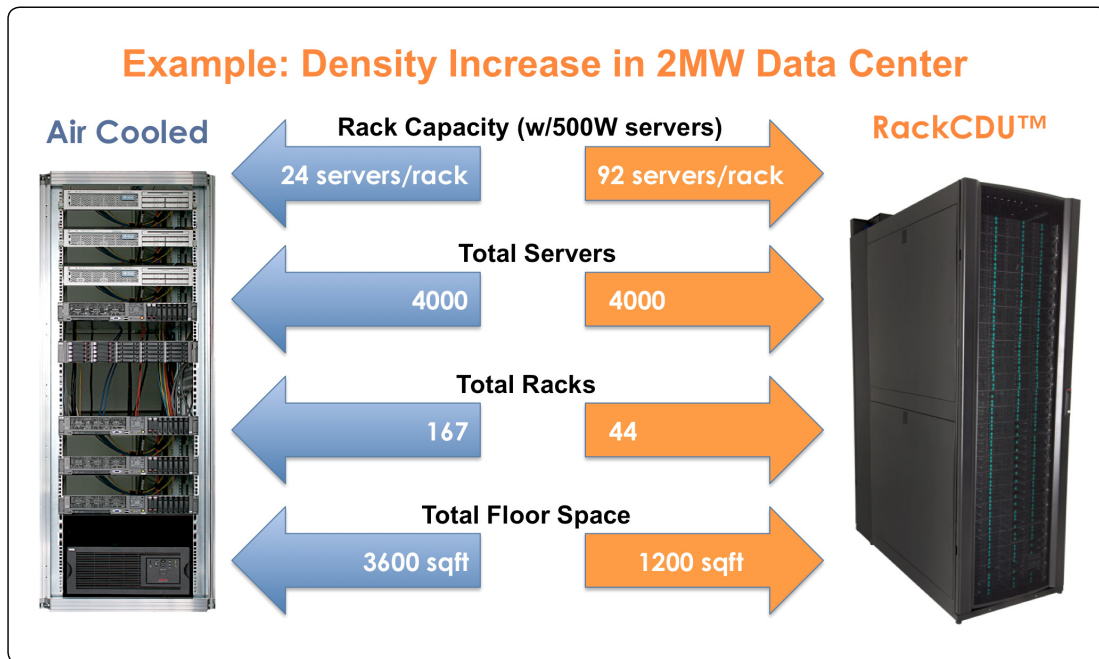 Example: Density Increase in 2MW Data Center
Air Cooled
Rack Capacity (w/500W servers)
RackCDU™
24 servers/rack
92 servers/rack
Total Servers
4000
4000
Total Racks
167
44
Total Floor Space
3600 sqft
1200 sqft